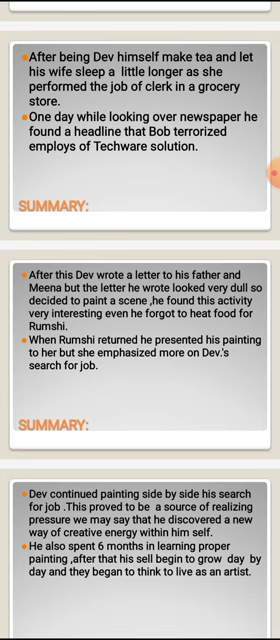 After being Dev himself make tea and let
his wife sleep a little longer as she
performed the job of clerk in a grocery
store.
One day while looking over newspaper he
found a headline that Bob terrorized
employs of Techware solution.
SUMMARY:
After this Dev wrote a letter to his father and
Meena but the letter he wrote looked very dull so
decided to paint a scene ,he found this activity
very interesting even he forgot to heat food for
Rumshi.
When Rumshi returned he presented his painting
to her but she emphasized more on Dev.'s
search for job.
SUMMARY:
Dev continued painting side by side his search
for job .This proved to be a source of realizing
pressure we may say that he discovered a new
way of creative energy within him self.
He also spent 6 months in learning proper
painting ,after that his sell begin to grow day by
day and they began to think to live as an artist.